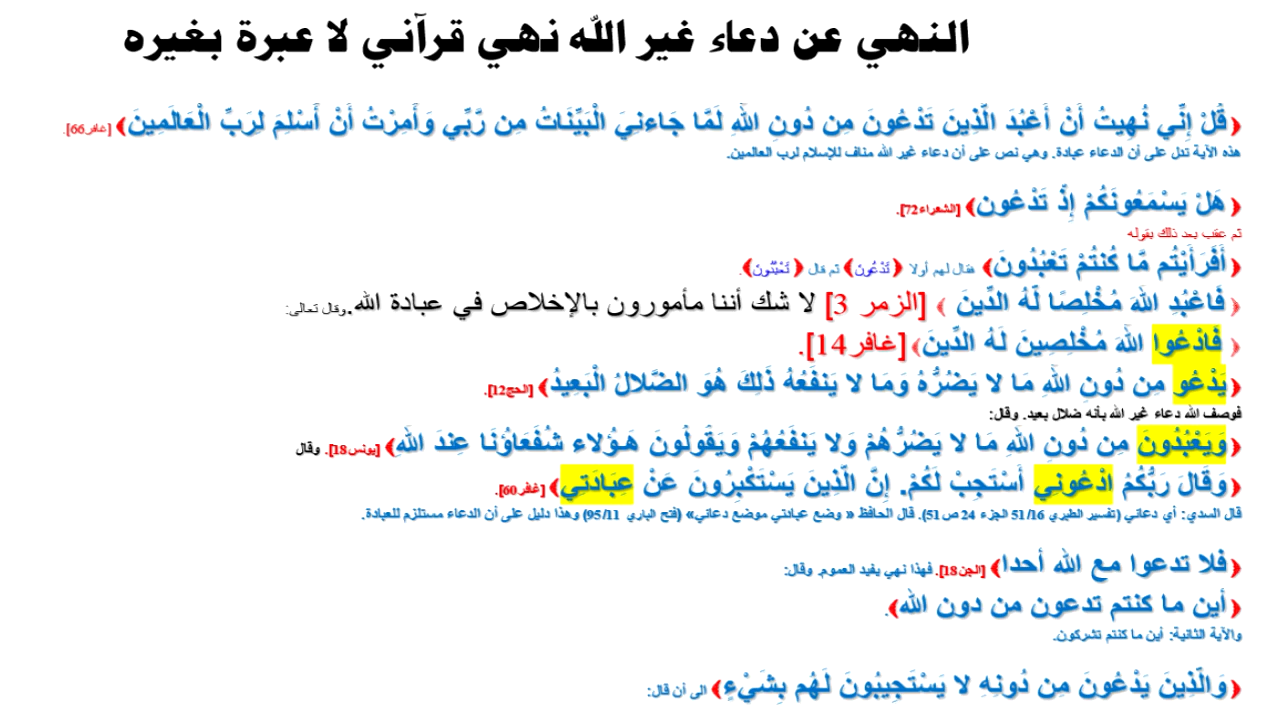 النهي عن دعاء غير الله نهي قرآني لا عبرة بغيره
﴿ قُلْ إِنِّي نُهِيتُ أَنْ أَعْبُدَ الَّذِينَ تَدْعُونَ مِن دُونِ اللَّهِ لَمَّا جَاءنِيَ الْبَيِّنَاتُ مِن رَّبِّي وَأُمِرْتُ أَنْ أُسْلِمَ لِرَبِّ الْعَالَمِينَ﴾ [غافر66].
هذه الآية تدل على أن الدعاء عبادة. وهي نص على أن دعاء غير الله مناف للإسلام لرب العالمين.
﴿ هَلْ يَسْمَعُونَكُمْ إِذْ تَدْعُون﴾ [الشعراء72].
ثم عقب بعد ذلك بقوله
﴿ أَفَرَأَيْتُم مَّا كُنتُمْ تَعْبُدُونَ﴾ فقال لهم أولا ﴿ تَدْعُونَ﴾ ثم قال ﴿ تَعْبُدُونَ﴾.
﴿ فَاعْبُدِ اللَّهَ مُخْلِصًا لَّهُ الدِّينَ ﴾ [الزمر 3] لا شك أننا مأمورون بالإخلاص في عبادة الله.وقال تعالى:
﴿ فَادْعُوا اللَّهَ مُخْلِصِينَ لَهُ الدِّينَ﴾[غافر14].
﴿ يَدْعُو مِن دُونِ اللَّهِ مَا لا يَضُرُّهُ وَمَا لا يَنفَعُهُ ذَلِكَ هُوَ الضَّلالُ الْبَعِيدُ﴾ [الحج12].
فوصف الله دعاء غير الله بأنه ضلال بعيد. وقال:
﴿ وَيَعْبُدُونَ مِن دُونِ اللَّهِ مَا لا يَضُرُّهُمْ وَلا يَنفَعُهُمْ وَيَقُولُونَ هَـؤُلاء شُفَعَاؤُنَا عِندَ اللَّهِ﴾ [يونس18]. وقال
﴿ وَقَالَ رَبُّكُمُ ادْعُونِي أَسْتَجِبْ لَكُمْ. إِنَّ الَّذِينَ يَسْتَكْبِرُونَ عَنْ عِبَادَتِي﴾ [غافر60].
قال السدي: أي دعاني (تفسير الطبري 51/16 الجزء 24 ص51). قال الحافظ « وضع عبادتي موضع دعائي» (فتح الباري 95/11) وهذا دليل على أن الدعاء مستلزم للعبادة.
﴿ فلا تدعوا مع الله أحدا﴾ [الجن18]. فهذا نهي يفيد العموم. وقال:
﴿ أين ما كنتم تدعون من دون الله﴾.
والآية الثانية: أين ما كنتم تشركون.
﴿ وَالَّذِينَ يَدْعُونَ مِن دُونِهِ لا يَسْتَجِيبُونَ لَهُم بِشَيْءٍ﴾ الى أن قال: